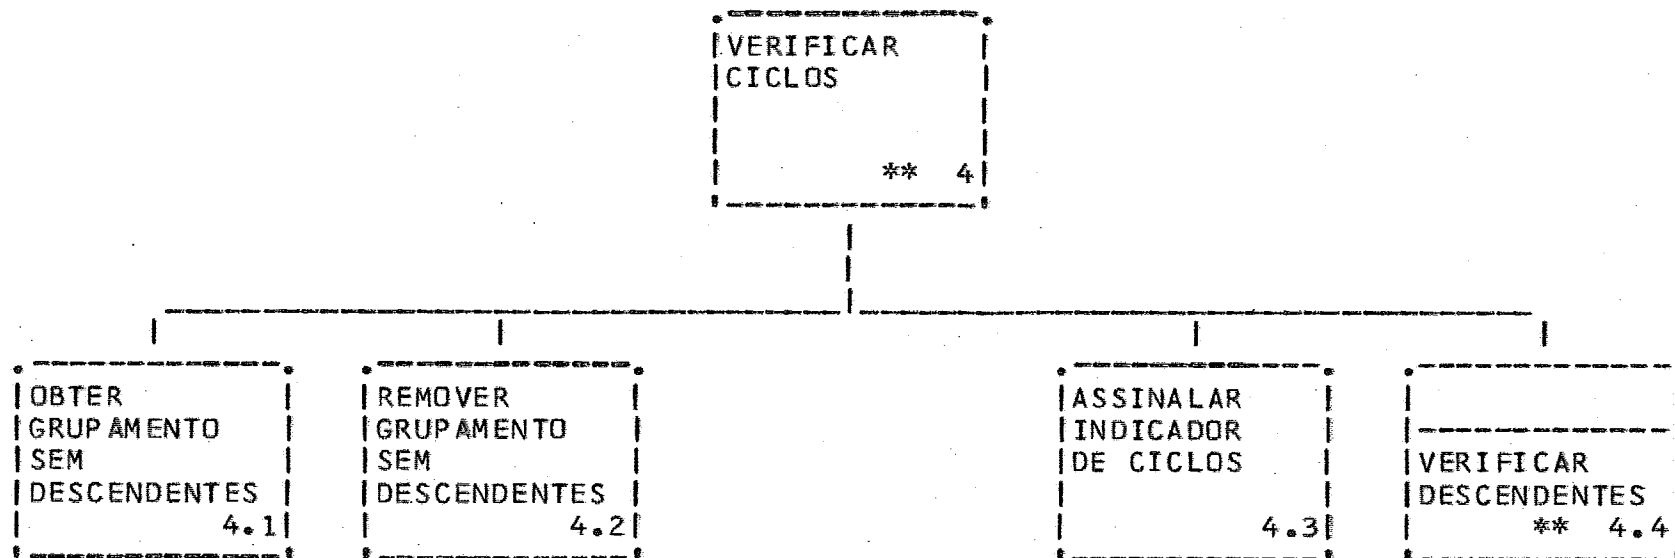 VERIFICAR
CICLOS
** 4
OBTER
GRUPAMENTO
SEM
DESCENDENTES
4.1
REMOVER
GRUPAMENTO
SEM
DESCENDENTES
4.2
ASSINALAR
INDICADOR
DE CICLOS
4.3
VERIFICAR
DESCENDENTES
** 4.4